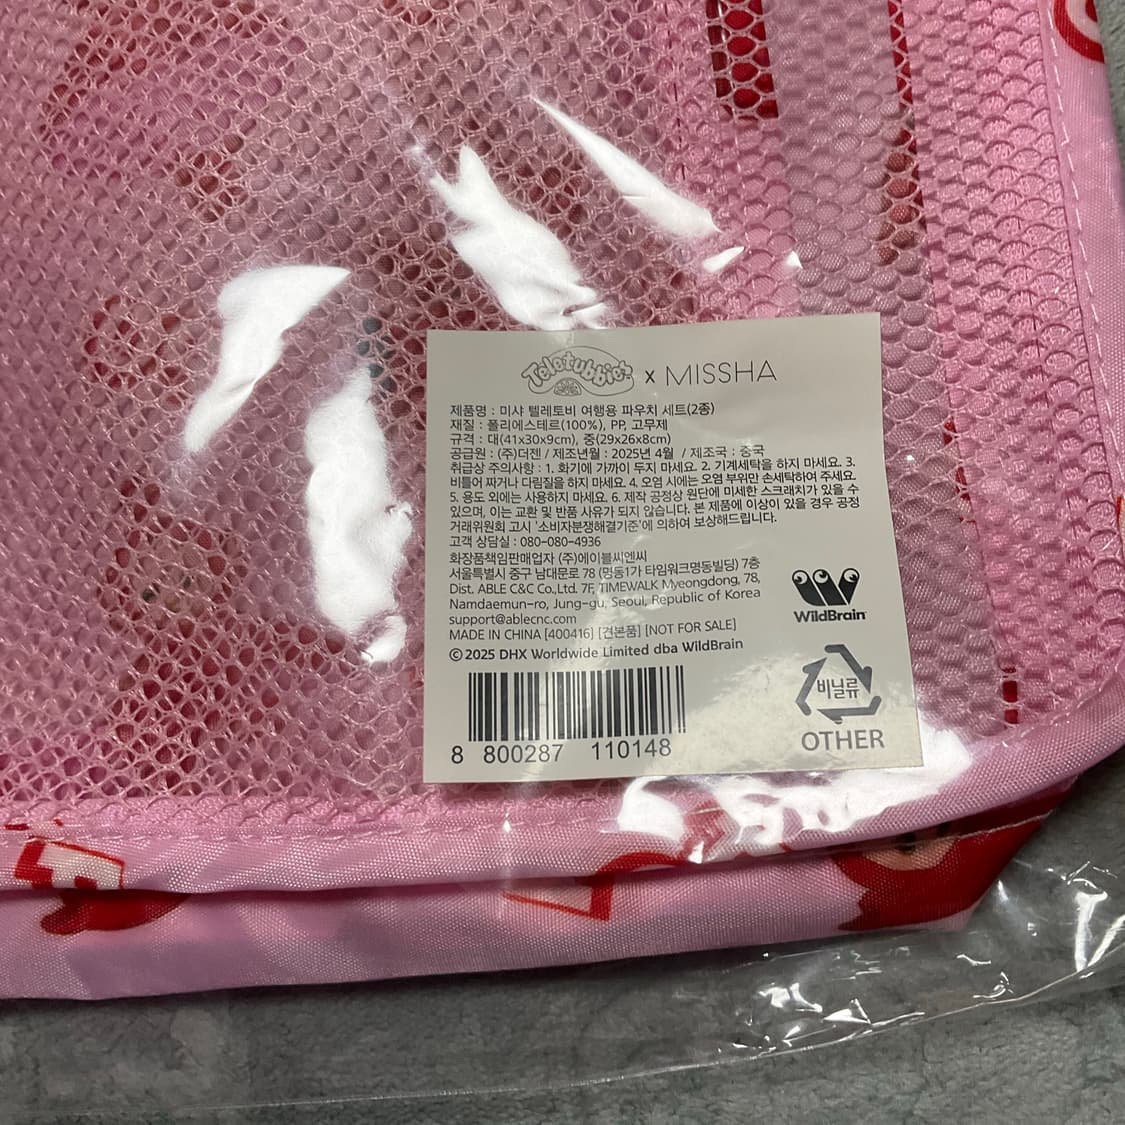 Teletubbies x MISSHA
제품명 : 미샤 텔레토비 여행용 파우치 세트(2종)
재질 : 폴리에스테르(100%), PP, 고무제
규격 : 대(41x30x9cm), 중(29x26x8cm)
공급원 : (주)더젠 / 제조년월 : 2025년 4월 / 제조국 : 중국
취급상 주의사항 : 1. 화기에 가까이 두지 마세요. 2. 기계세탁을 하지 마세요. 3.
비틀어 짜거나 다림질을 하지 마세요. 4. 오염 시에는 오염 부위만 손세탁하여 주세요.
5. 용도 외에는 사용하지 마세요. 6. 제작 공정상 원단에 미세한 스크래치가 있을 수
있으며, 이는 교환 및 반품 사유가 되지 않습니다. 본 제품에 이상이 있을 경우 공정
거래위원회 고시 '소비자분쟁해결기준'에 의하여 보상해드립니다.
고객 상담실 : 080-080-4936
화장품책임판매업자 (주)에이블씨엔씨
서울특별시 중구 남대문로 78 (명동1가 타임워크명동빌딩) 7층
Dist. ABLE C&C Co.,Ltd. 7F, TIMEWALK Myeongdong, 78,
Namdaemun-ro, Jung-gu, Seoul, Republic of Korea
support@ablecnc.com
MADE IN CHINA [400416] [견본품] [NOT FOR SALE]
©2025 DHX Worldwide Limited dba WildBrain
8 800287 110148
WildBrain
비닐류
OTHER